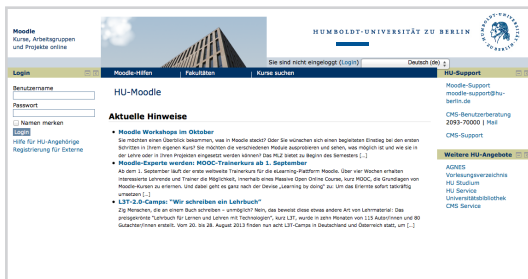 Moodle
Kurse, Arbeitsgruppen
und Projekte online
HUMBOLDT-UNIVERSITÄT ZU BERLIN
Sie sind nicht eingeloggt (Login)
Deutsch (de)
Login
Benutzername
Passwort
Namen merken
Login
Hilfe für HU-Angehörige
Registrierung für Externe
Moodle-Hilfen | Fakultäten | Kurse suchen
HU-Moodle
Aktuelle Hinweise
Moodle Workshops im Oktober
Sie möchten einen Überblick bekommen, was in Moodle steckt? Oder Sie wünschen sich einen begleiteten Einstieg bei den ersten
Schritten in Ihrem eigenen Kurs? Sie möchten die verschiedenen Module ausprobieren und sehen, was möglich ist und wie sie in
der Lehre oder in Ihren Projekten eingesetzt werden können? Das MLZ bietet zu Beginn des Semesters [...]
Moodle-Experte werden: MOOC-Trainerkurs ab 1. September
Ab dem 1. September läuft der erste weltweite Trainerkurs für die eLearning-Plattform Moodle. Über vier Wochen erhalten
interessierte Lehrende und Trainer die Möglichkeit, innerhalb eines Massive Open Online Course, kurz MOOC, die Grundlagen von
Moodle-Kursen zu erlernen. Und dabei geht es ganz nach der Devise „Learning by doing" zu: Um das Erlernte sofort tatkräftig
umsetzen [...]
L3T-2.0-Camps: "Wir schreiben ein Lehrbuch"
Zig Menschen, die an einem Buch schreiben – unmöglich? Nein, das beweist diese etwas andere Art von Lehrmaterial: Das
preisgekrönte "Lehrbuch für Lernen und Lehren mit Technologien", kurz L3T, wurde in zehn Monaten von 115 Autor/innen und 80
Gutachter/innen erstellt. Vom 20. bis 28. August 2013 finden nun acht L3T-Camps in Deutschland und Österreich statt, um [...]
HU-Support
Moodle-Support
moodle-support@hu-
berlin.de
CMS-Benutzerberatung
2093-70000 | Mail
CMS-Support
Weitere HU-Angebote
AGNES
Vorlesungsverzeichnis
HU Studium
HU Service
Universitätsbibliothek
CMS Service